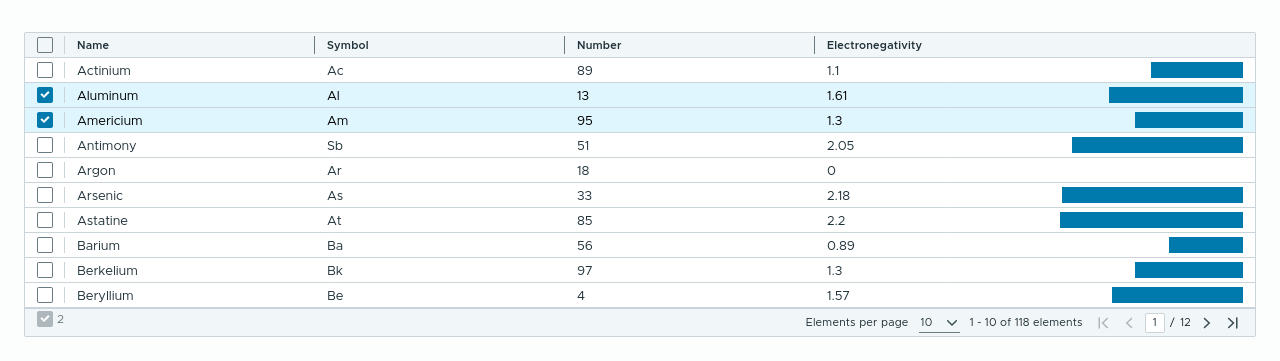 Name Symbol Number Electronegativity
Actinium Ac 89 1.1
Aluminum Al 13 1.61
Americium Am 95 1.3
Antimony Sb 51 2.05
Argon Ar 18 0
Arsenic As 33 2.18
Astatine At 85 2.2
Barium Ba 56 0.89
Berkelium Bk 97 1.3
Beryllium Be 4 1.57
2 Elements per page 10 1 - 10 of 118 elements 1 / 12